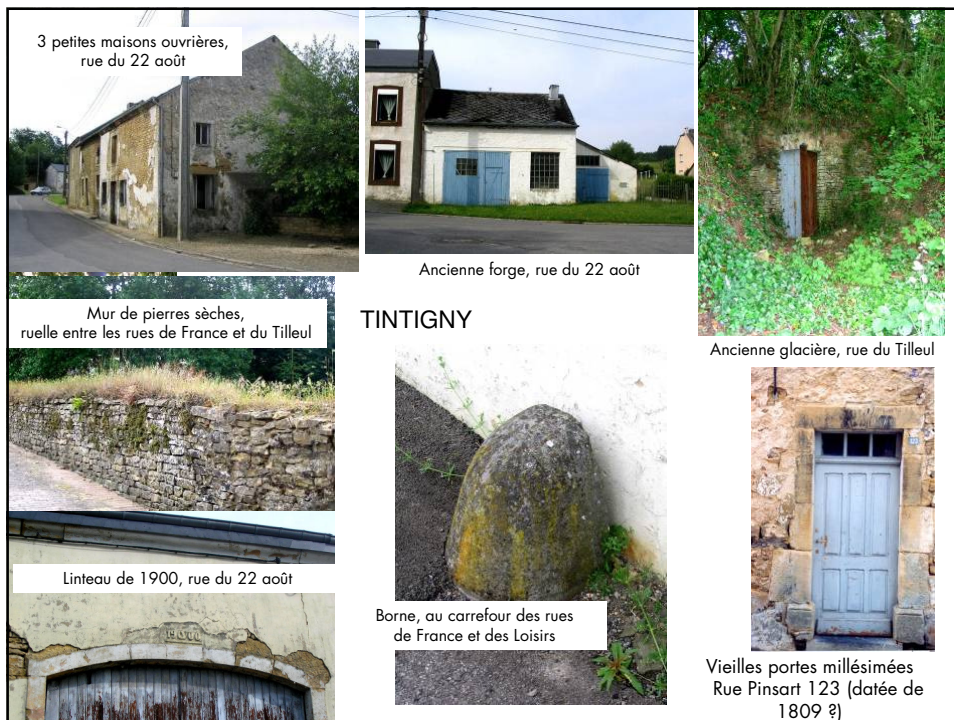 3 petites maisons ouvrières,
rue du 22 août
Ancienne forge, rue du 22 août
Ancienne glacière, rue du Tilleul
Mur de pierres sèches,
ruelle entre les rues de France et du Tilleul
TINTIGNY
Linteau de 1900, rue du 22 août
1900
Borne, au carrefour des rues
de France et des Loisirs
123
Vieilles portes millésimées
Rue Pinsart 123 (datée de
1809 ?)